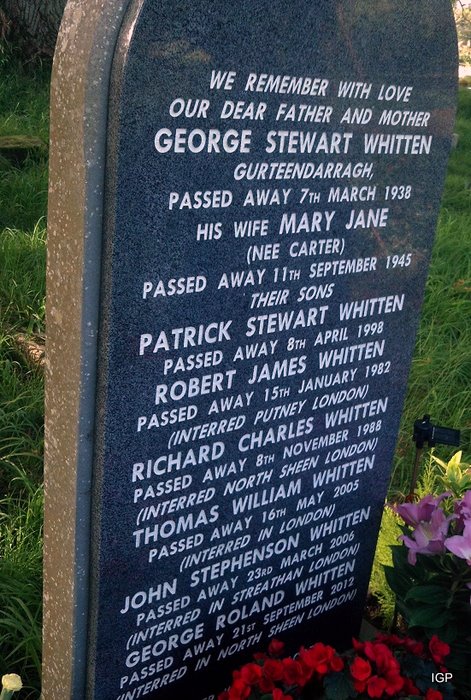 WE REMEMBER WITH LOVE
OUR DEAR FATHER AND MOTHER
GEORGE STEWART WHITTEN
GURTEENDARRAGH,
PASSED AWAY 7TH MARCH 1938
HIS WIFE MARY JANE
(NEE CARTER)
PASSED AWAY 11TH SEPTEMBER 1945
THEIR SONS
PATRICK STEWART WHITTEN
PASSED AWAY 8TH APRIL 1998
ROBERT JAMES WHITTEN
PASSED AWAY 15TH JANUARY 1982
(INTERRED PUTNEY LONDON)
RICHARD CHARLES WHITTEN
PASSED AWAY 8TH NOVEMBER 1988
(INTERRED NORTH SHEEN LONDON)
THOMAS WILLIAM WHITTEN
PASSED AWAY 16TH MAY 2005
(INTERRED IN LONDON)
JOHN STEPHENSON WHITTEN
PASSED AWAY 23RD MARCH 2006
(INTERRED IN STREATHAN LONDON)
GEORGE ROLAND WHITTEN
PASSED AWAY 21ST SEPTEMBER 2012
(INTERRED IN NORTH SHEEN LONDON)
IGP